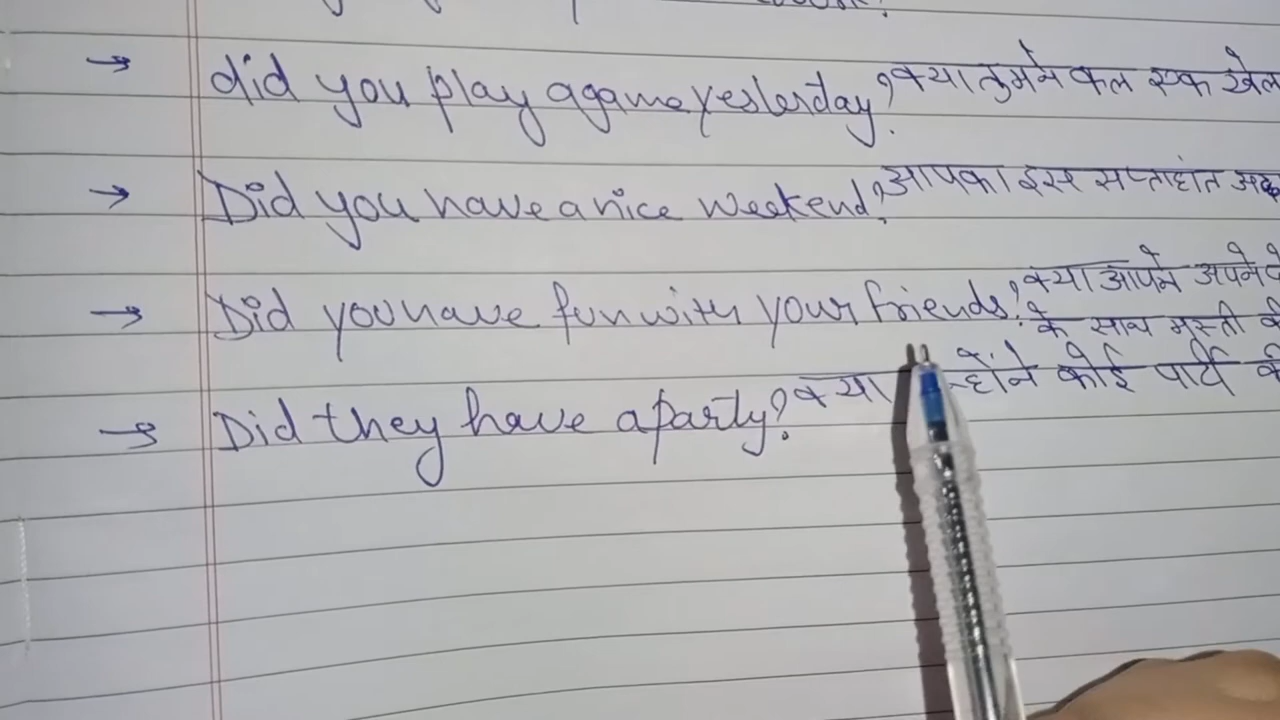 → did you play a game yesterday? क्या तुमने कल एक खेल
→ Did you have a nice weekend? आपका इस सप्ताहांत
→ Did you have fun with your friends? क्या आपने अपने
के साथ मस्ती
→ Did they have a party? क्या उन्होंने कोई पार्टी